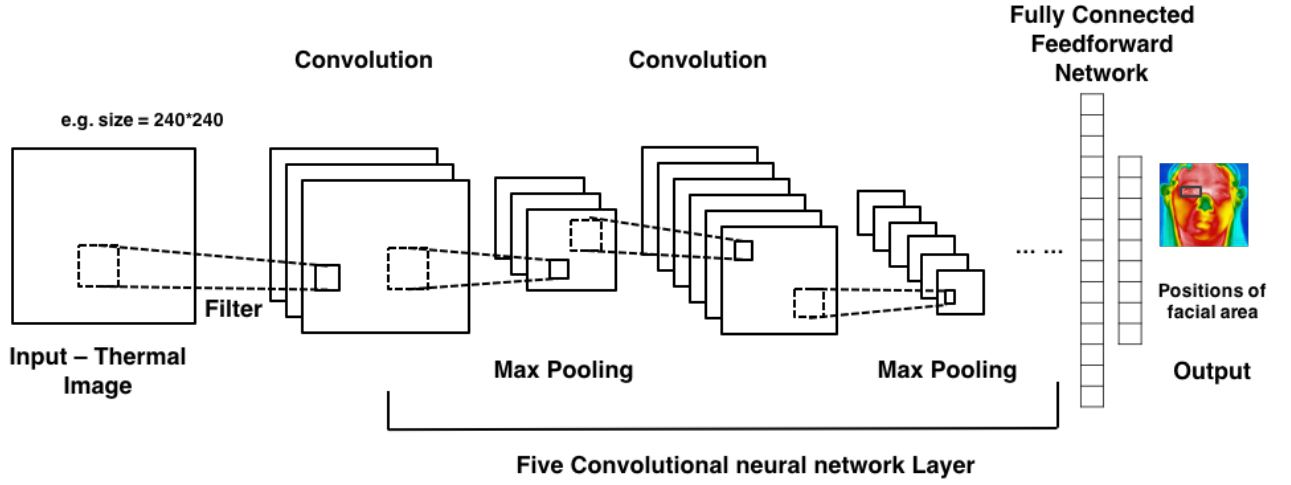 Fully Connected
Feedforward
Network
Convolution
Convolution
e.g. size = 240*240
Filter
Input – Thermal
Image
Max Pooling
Max Pooling
... ...
Positions of
facial area
Output
Five Convolutional neural network Layer